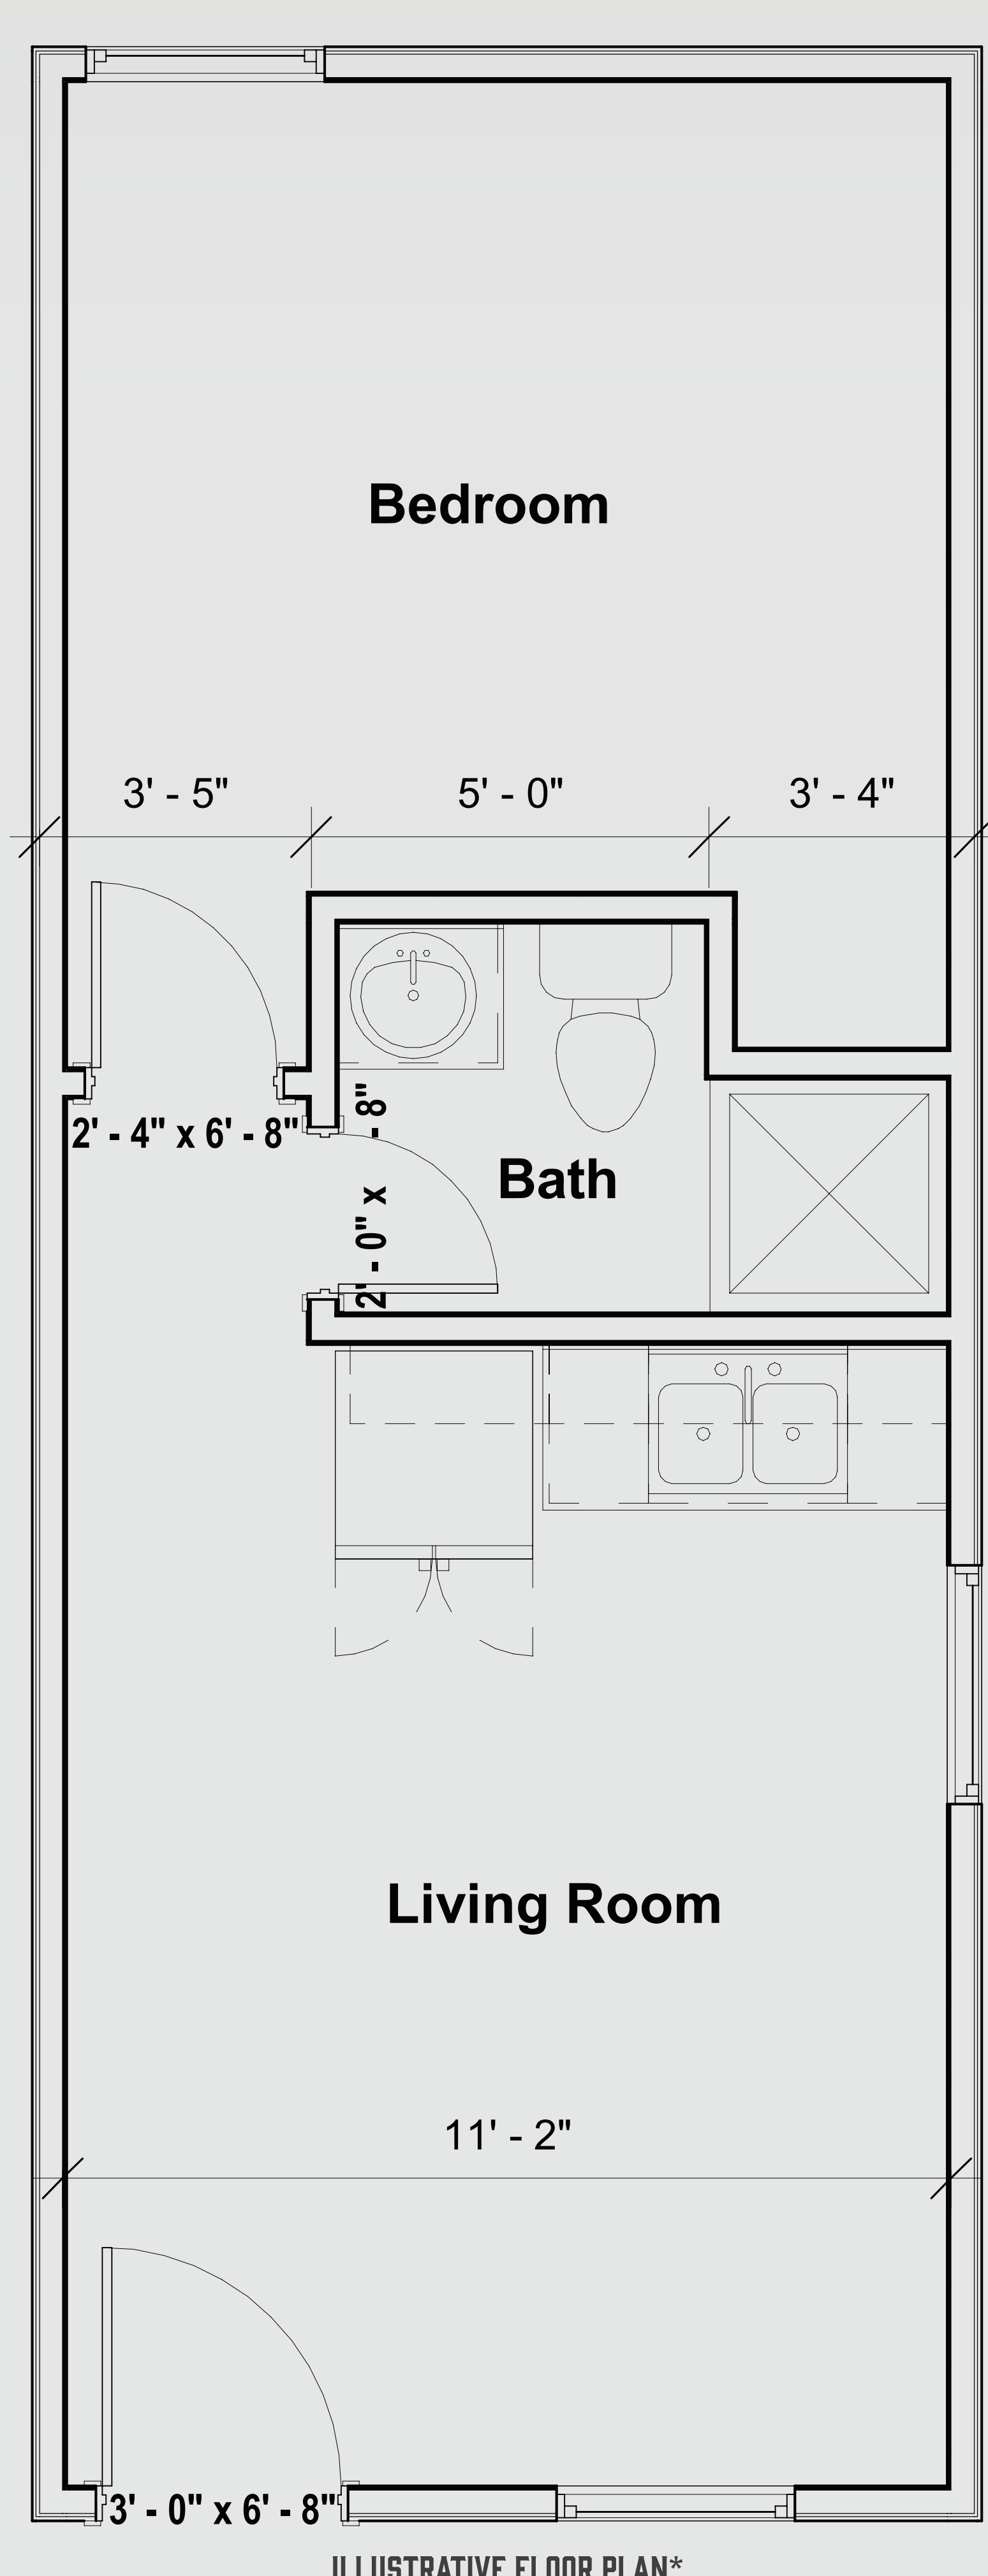 Bedroom
3' - 5" 5' - 0" 3' - 4"
2' - 4" x 6' - 8"
2' - 0" x - 8"
Bath
Living Room
11' - 2"
3' - 0" x 6' - 8"
ILLUSTRATIVE FLOOR PLAN*